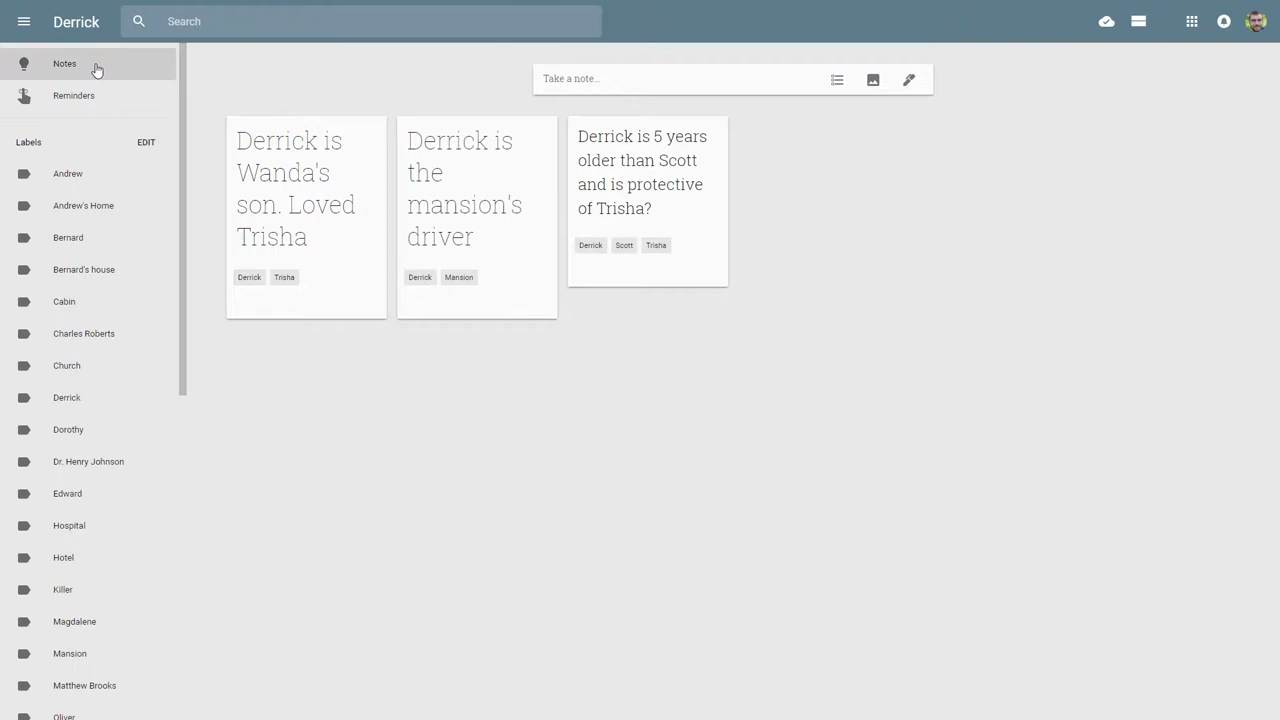 Derrick
Search
Notes
Reminders
Labels
EDIT
Andrew
Andrew's Home
Bernard
Bernard's house
Cabin
Charles Roberts
Church
Derrick
Dorothy
Dr. Henry Johnson
Edward
Hospital
Hotel
Killer
Magdalene
Mansion
Matthew Brooks
Oliver
Take a note...
Derrick is
Wanda's
son. Loved
Trisha
Derrick
Trisha
Derrick is
the
mansion's
driver
Derrick
Mansion
Derrick is 5 years
older than Scott
and is protective
of Trisha?
Derrick
Scott
Trisha